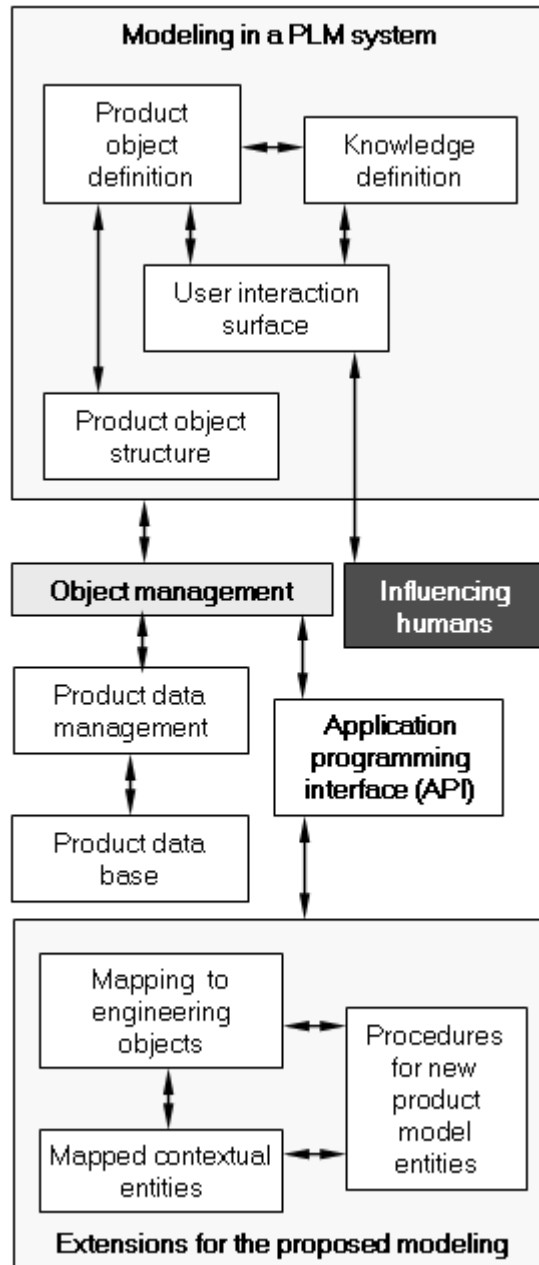 Modeling in a PLM system
Product
object
definition
Knowledge
definition
User interaction
surface
Product object
structure
Object management
Influencing
humans
Product data
management
Application
programming
interface (API)
Product data
base
Mapping to
engineering
objects
Procedures
for new
product
model
entities
Mapped contextual
entities
Extensions for the proposed modeling